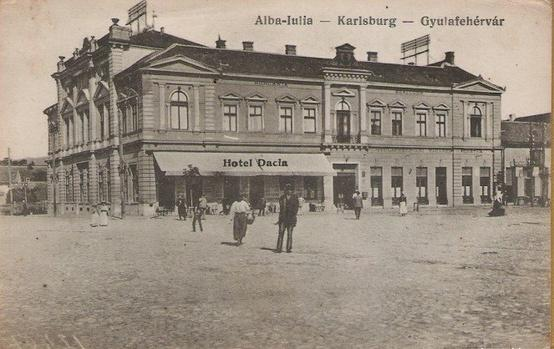 Alba-Iulia — Karlsburg — Gyulafehérvár
Hotel Dacia